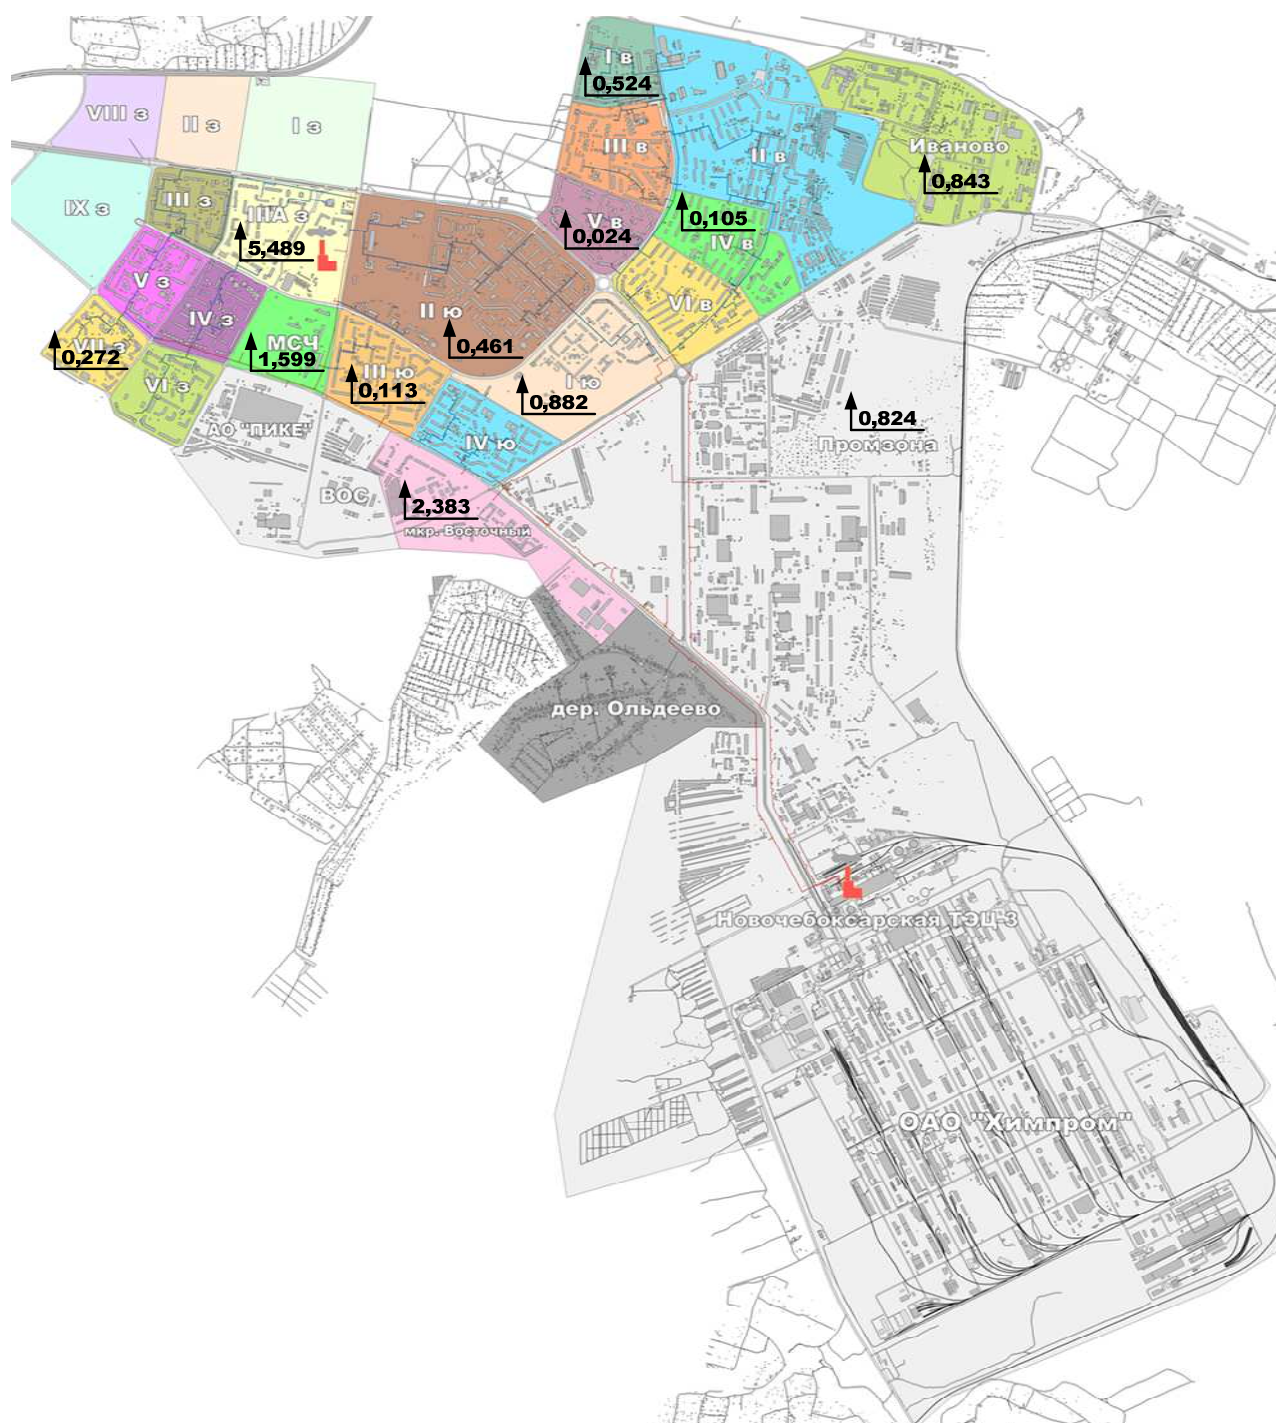 I в
0,524
VIII з
II з
I з
III в
II в
Иваново
0,843
IX з
III з
IIIА з
5,489
V в
0,024
0,105
IV в
V з
IV з
II ю
0,461
VI в
VII з
0,272
МСЧ
1,599
III ю
0,113
I ю
0,882
VI з
0,824
Промзона
АО "ПИКЕ"
IV ю
ВОС
2,383
мкр. Восточный
дер. Ольдеево
Новочебоксарская ТЭЦ-3
ОАО "Химпром"